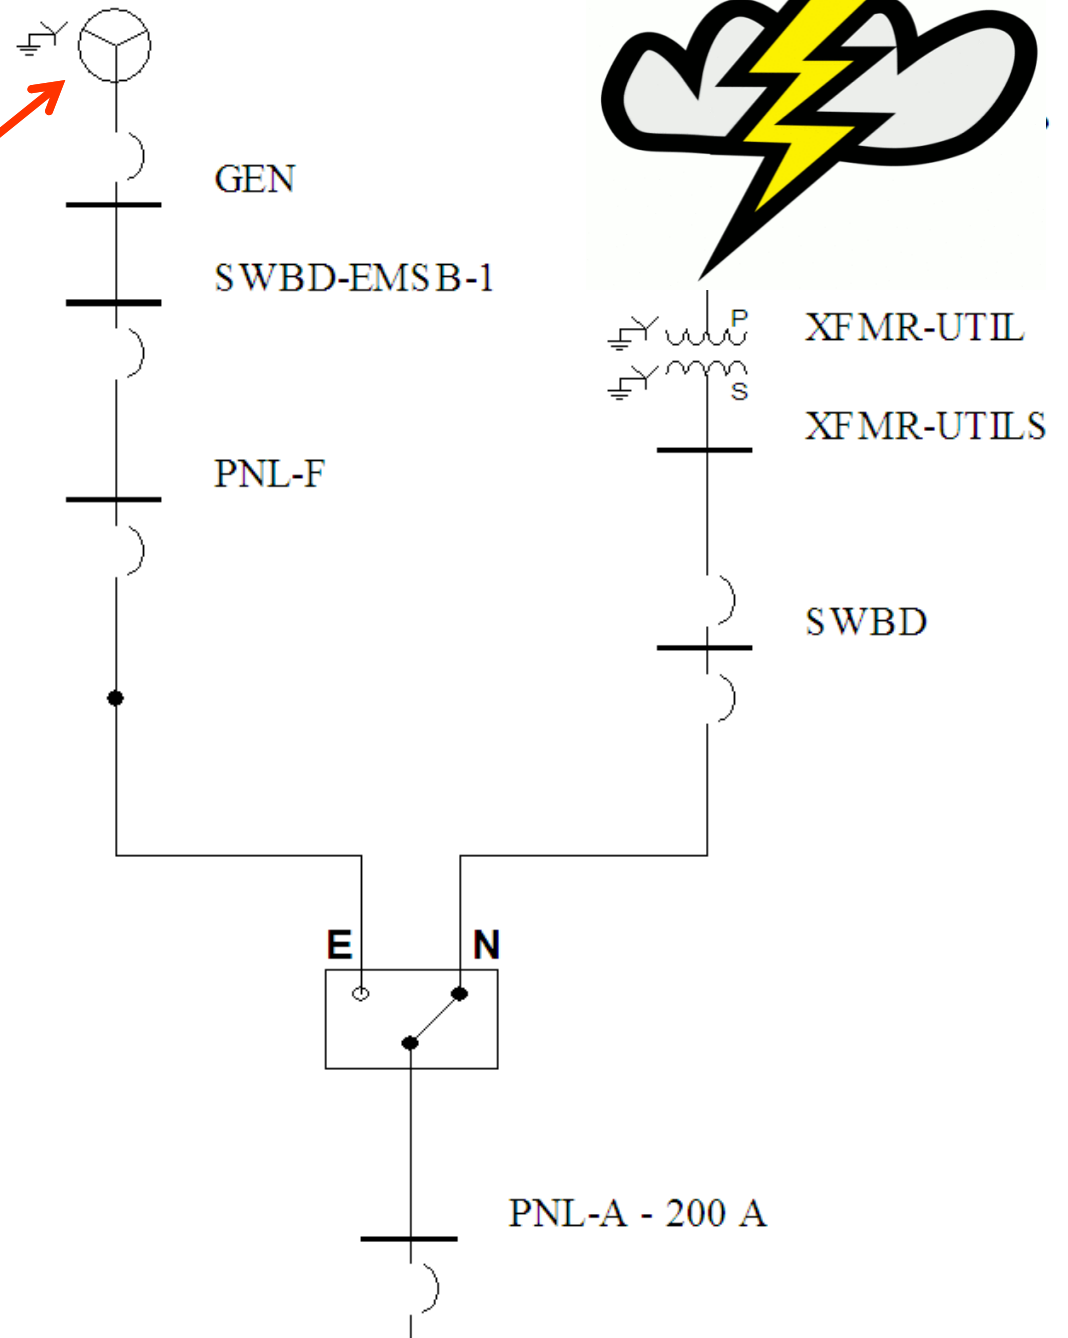 GEN
SWBD-EMSB-1
P
XFMR-UTIL
S
XFMR-UTILS
PNL-F
SWBD
E
N
PNL-A - 200 A